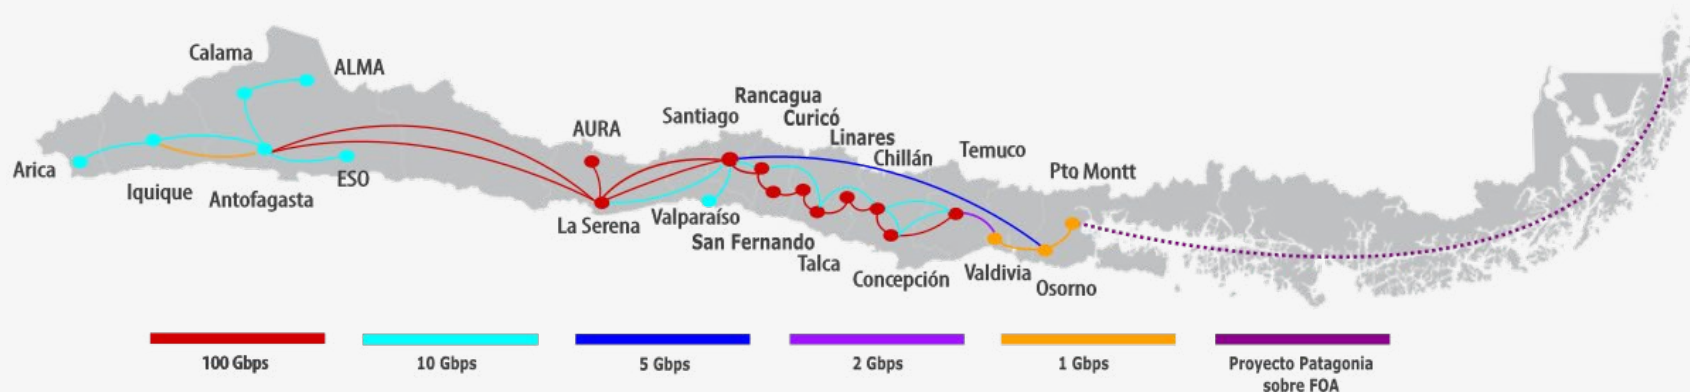 Calama
ALMA
Arica
Iquique
Antofagasta
ESO
AURA
La Serena
Santiago
Valparaíso
Rancagua
San Fernando
Curicó
Talca
Linares
Chillán
Concepción
Temuco
Valdivia
Osorno
Pto Montt
100 Gbps
10 Gbps
5 Gbps
2 Gbps
1 Gbps
Proyecto Patagonia
sobre FOA